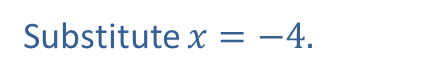 Substitute x = −4.